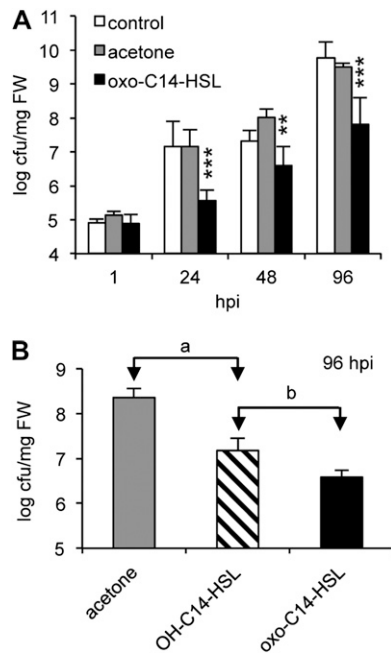 A
control
acetone
oxo-C14-HSL
log cfu/mg FW
11
10
9
8
7
6
5
4
***
**
***
1 24 48 96
hpi
B
96 hpi
a
b
log cfu/mg FW
9
8
7
6
5
acetone
OH-C14-HSL
oxo-C14-HSL